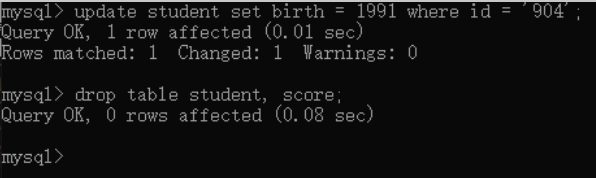 mysql> update student set birth = 1991 where id = '904';
Query OK, 1 row affected (0.01 sec)
Rows matched: 1  Changed: 1  Warnings: 0
mysql> drop table student, score;
Query OK, 0 rows affected (0.08 sec)
mysql>